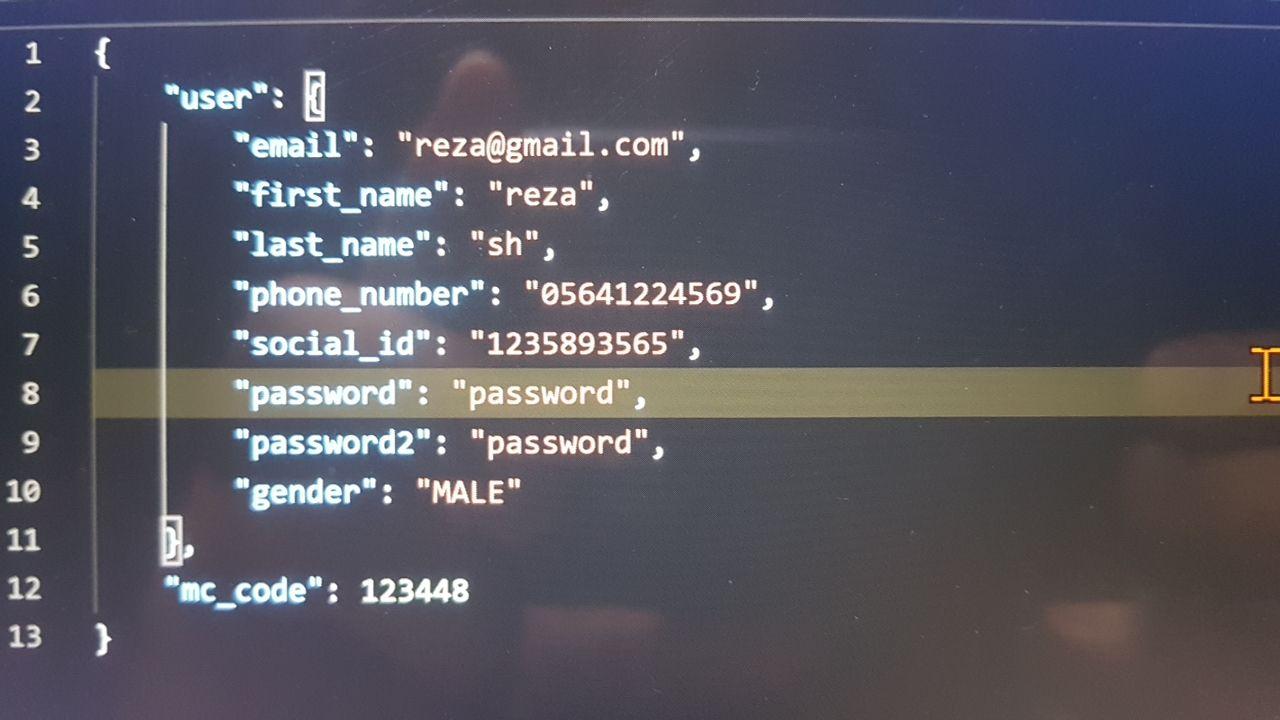 1 {
2 "user": {
3 "email": "reza@gmail.com",
4 "first_name": "reza",
5 "last_name": "sh",
6 "phone_number": "05641224569",
7 "social_id": "1235893565",
8 "password": "password",
9 "password2": "password",
10 "gender": "MALE"
11 },
12 "mc_code": 123448
13 }